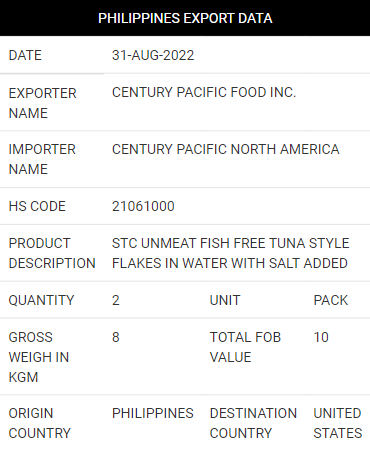 PHILIPPINES EXPORT DATA
DATE 31-AUG-2022
EXPORTER NAME CENTURY PACIFIC FOOD INC.
IMPORTER NAME CENTURY PACIFIC NORTH AMERICA
HS CODE 21061000
PRODUCT DESCRIPTION STC UNMEAT FISH FREE TUNA STYLE
FLAKES IN WATER WITH SALT ADDED
QUANTITY 2 UNIT PACK
GROSS WEIGH IN KGM 8 TOTAL FOB VALUE 10
ORIGIN COUNTRY PHILIPPINES DESTINATION COUNTRY UNITED STATES